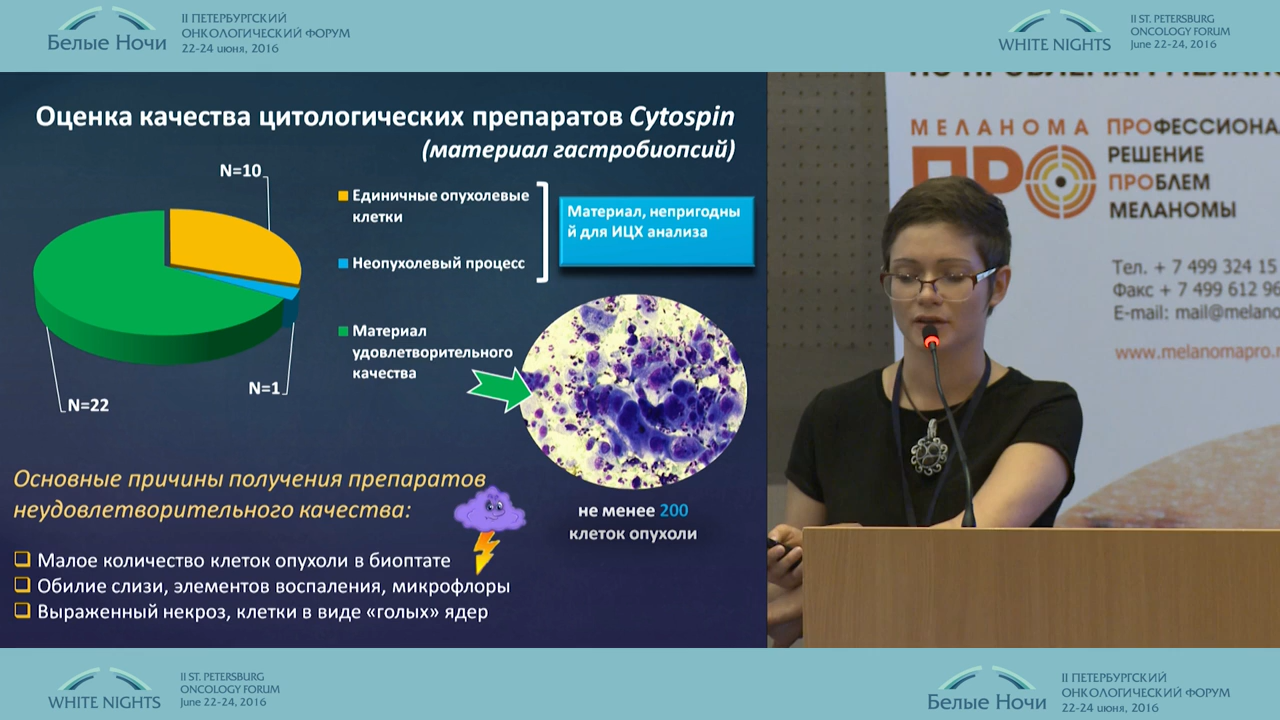 Белые Ночи
II ПЕТЕРБУРГСКИЙ
ОНКОЛОГИЧЕСКИЙ ФОРУМ
22-24 июня, 2016
WHITE NIGHTS
II ST. PETERSBURG
ONCOLOGY FORUM
June 22-24, 2016
Оценка качества цитологических препаратов Cytospin
(материал гастробиопсий)
N=10
N=22
N=1
Единичные опухолевые
клетки
Неопухолевый процесс
Материал
удовлетворительного
качества
Материал, непригодны
й для ИЦХ анализа
не менее 200
клеток опухоли
Основные причины получения препаратов
неудовлетворительного качества:
Малое количество клеток опухоли в биоптате
Обилие слизи, элементов воспаления, микрофлоры
Выраженный некроз, клетки в виде «голых» ядер
МЕЛАНОМА
ПРО
ПРОФЕССИОНА
РЕШЕНИЕ
ПРОБЛЕМ
МЕЛАНОМЫ
Тел. + 7 499 324 15
Факс + 7 499 612 96
E-mail: mail@melano
www.melanomapro.r
WHITE NIGHTS
II ST. PETERSBURG
ONCOLOGY FORUM
June 22-24, 2016
Белые Ночи
II ПЕТЕРБУРГСКИЙ
ОНКОЛОГИЧЕСКИЙ ФОРУМ
22-24 июня, 2016